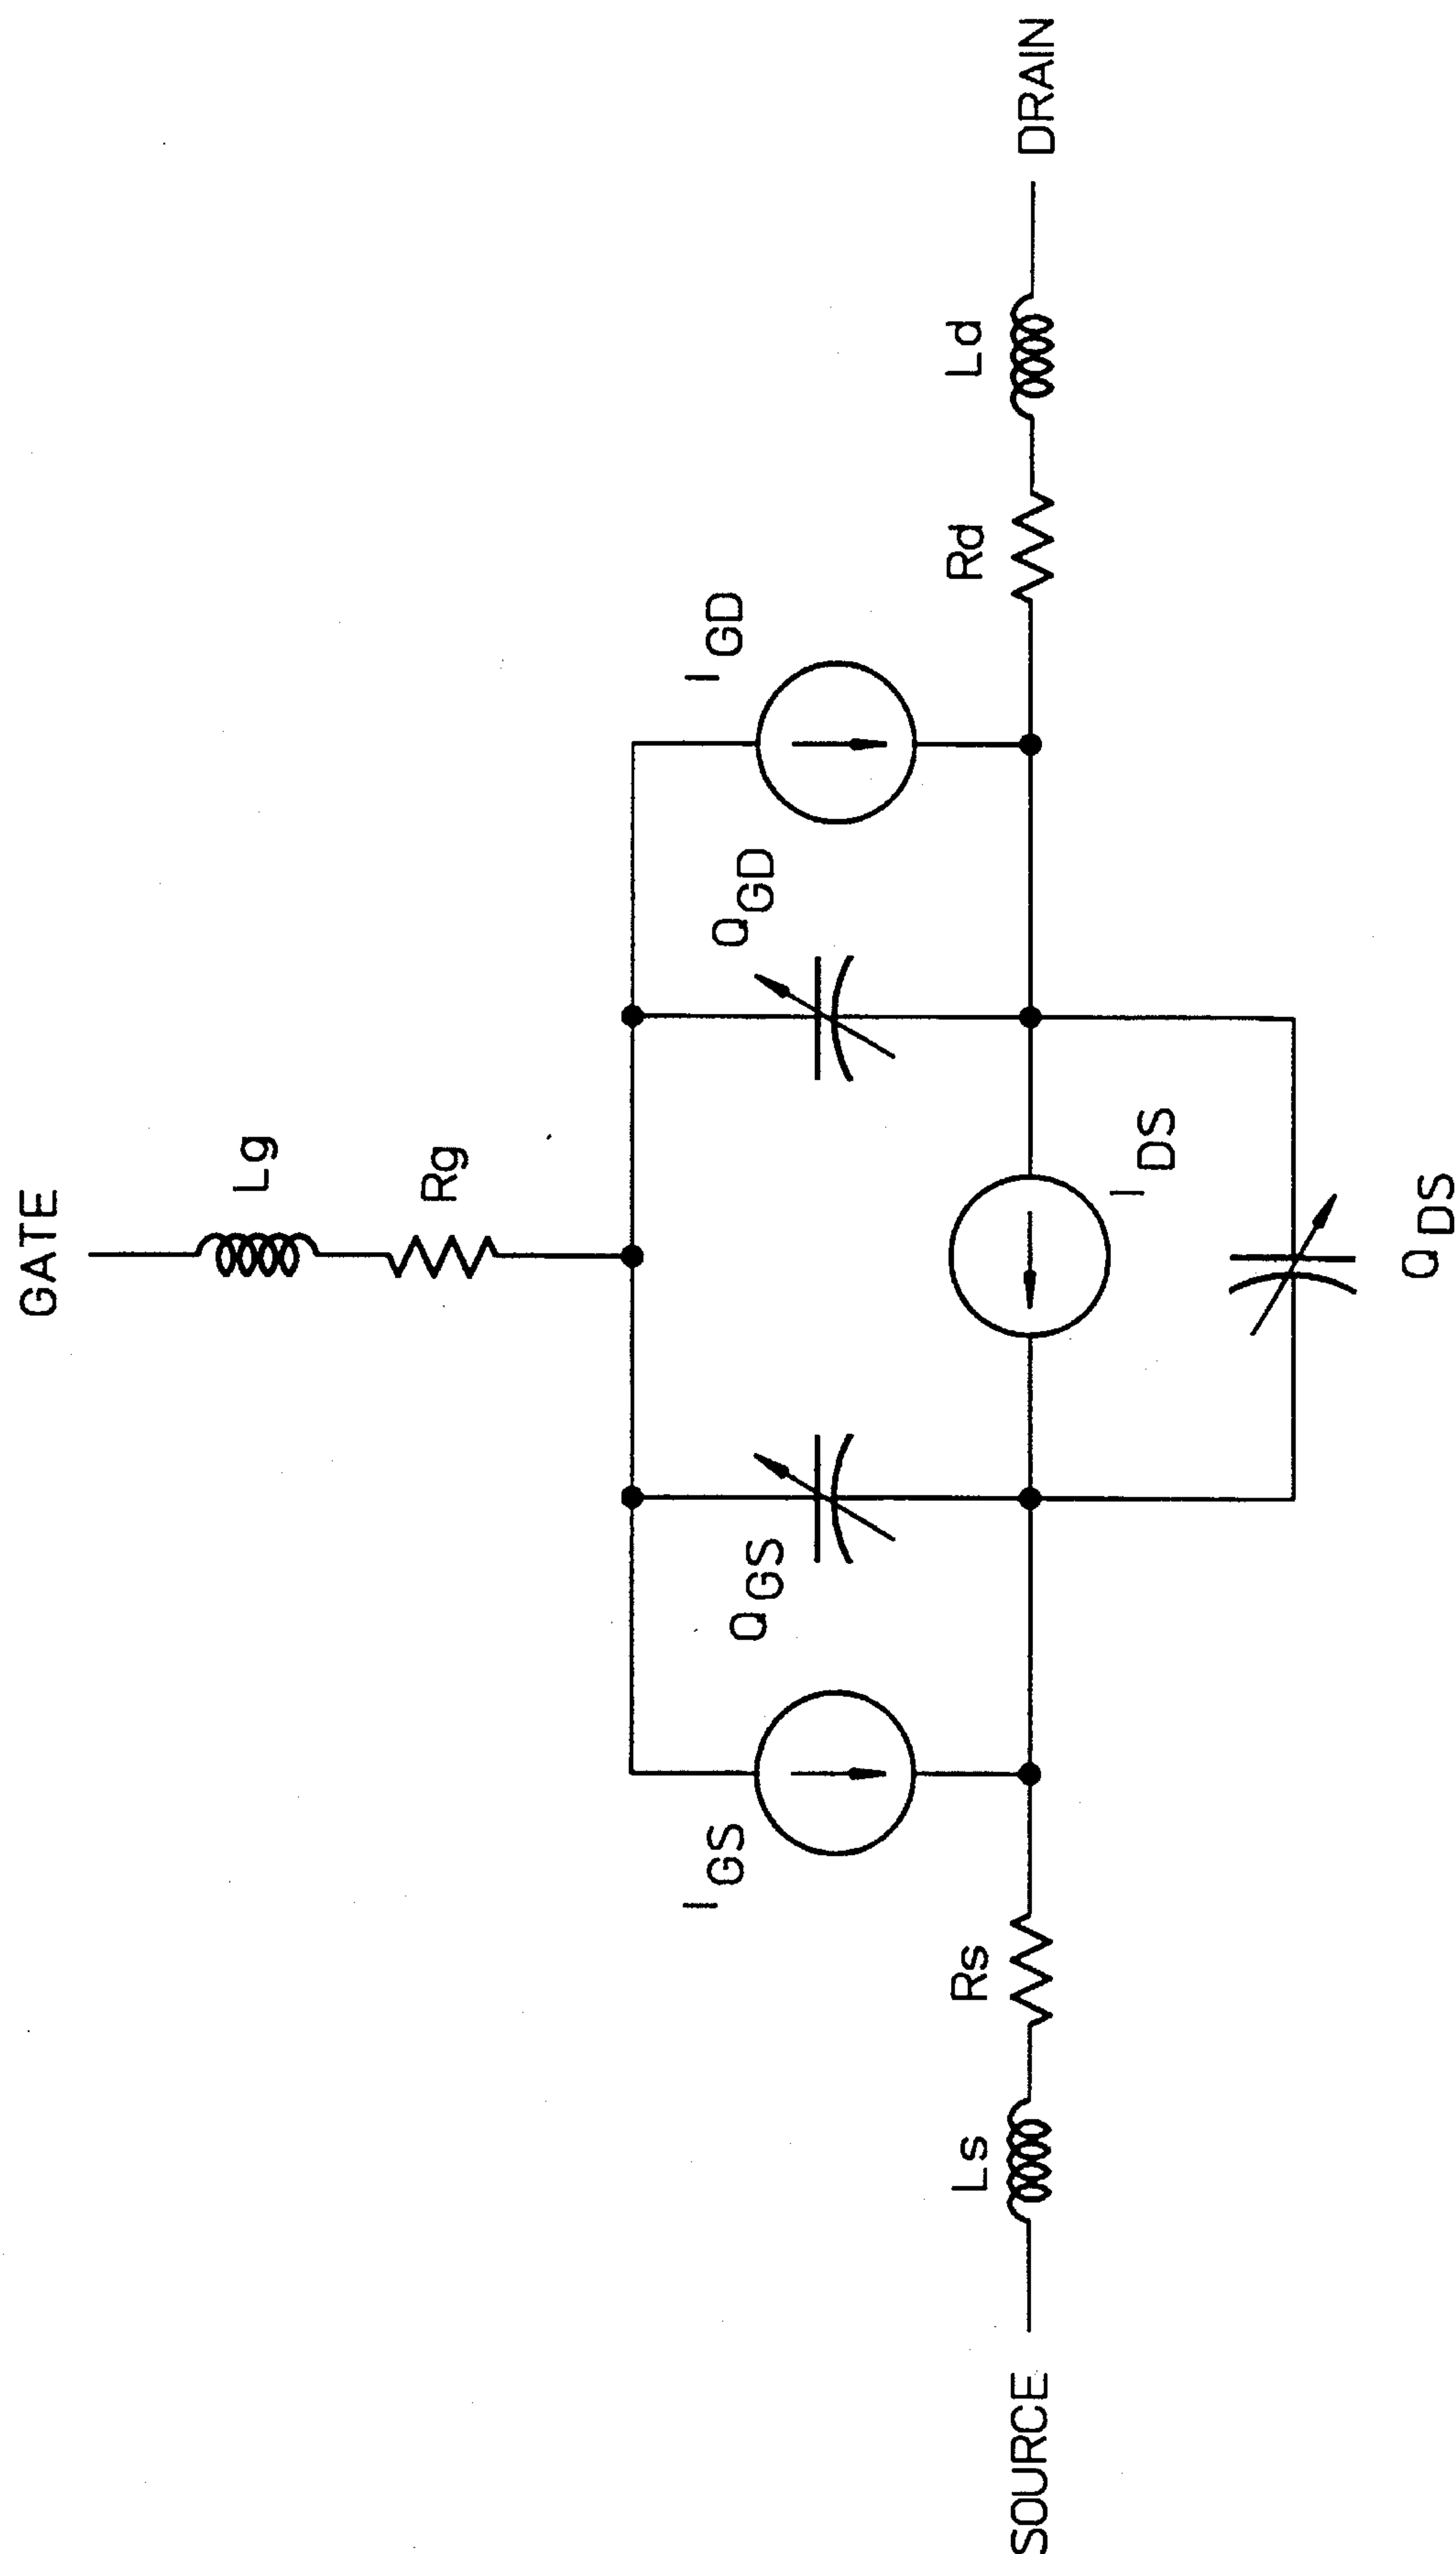 GATE
Lg
Rg
I GS
Q GS
Q GD
I GD
SOURCE
Ls
Rs
I DS
Rd
Ld
DRAIN
Q DS